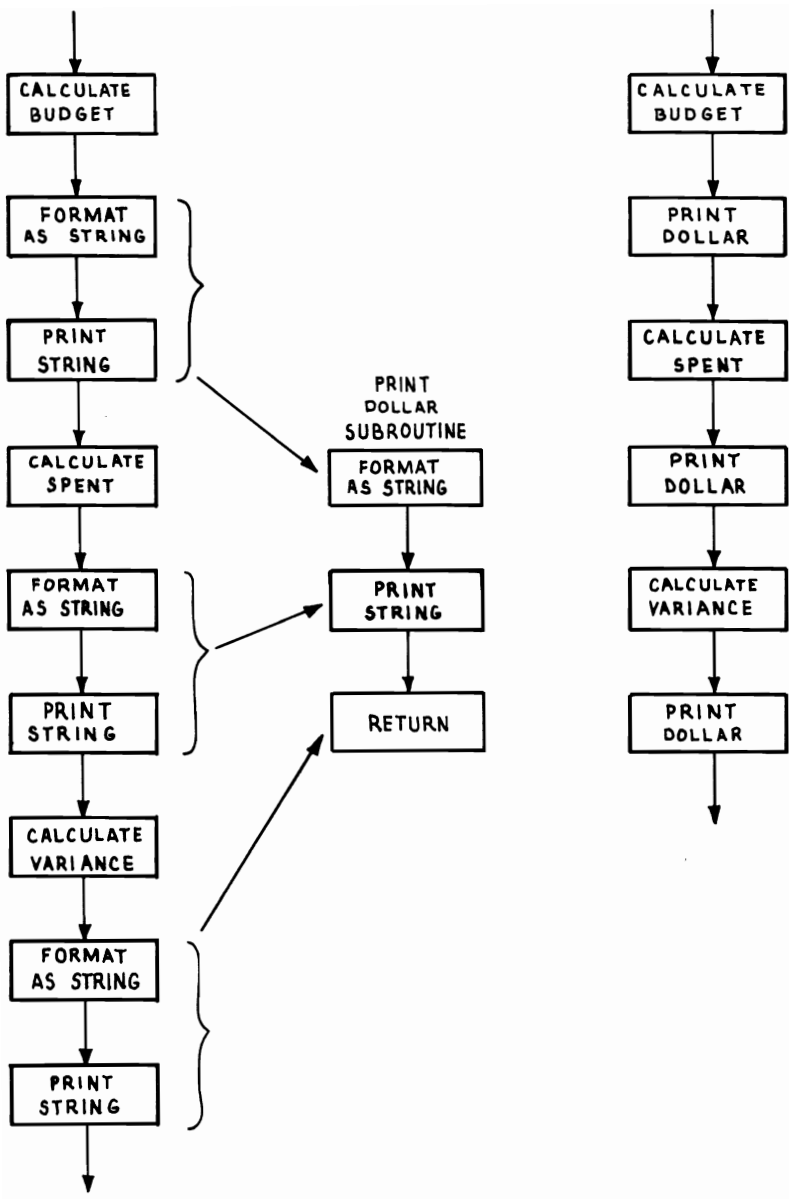 CALCULATE
BUDGET
FORMAT
AS STRING
PRINT
STRING
CALCULATE
SPENT
FORMAT
AS STRING
PRINT
STRING
CALCULATE
VARIANCE
FORMAT
AS STRING
PRINT
STRING
PRINT
DOLLAR
SUBROUTINE
FORMAT
AS STRING
PRINT
STRING
RETURN
CALCULATE
BUDGET
PRINT
DOLLAR
CALCULATE
SPENT
PRINT
DOLLAR
CALCULATE
VARIANCE
PRINT
DOLLAR